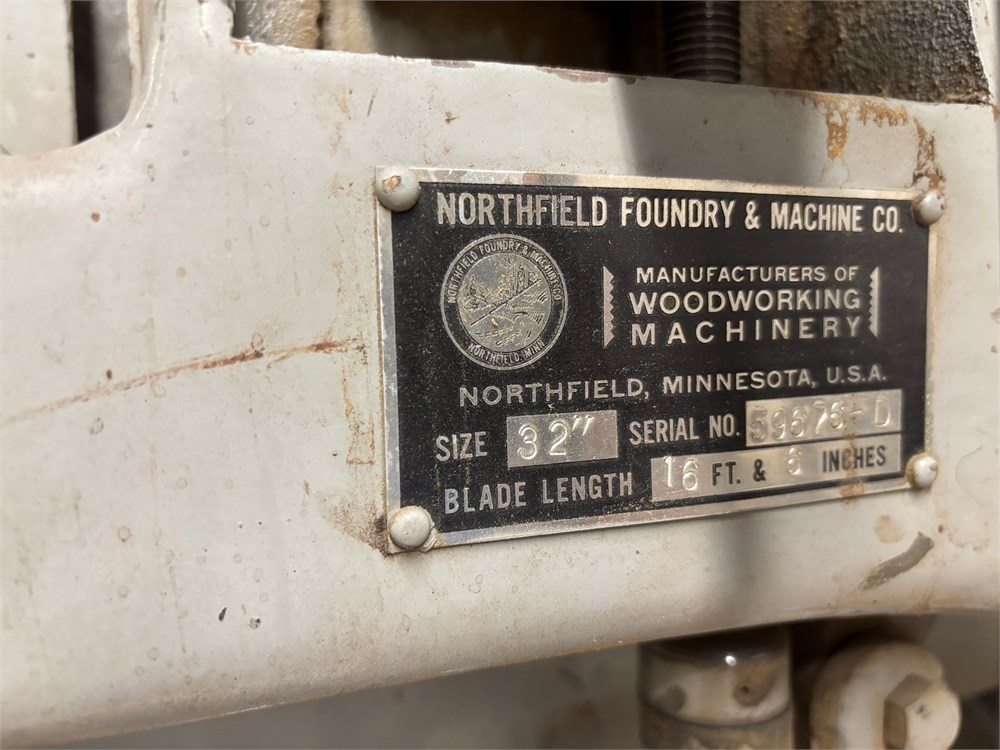 NORTHFIELD FOUNDRY & MACHINE CO.
NORTHFIELD FOUNDRY & MACHINE CO
NORTHFIELD, MINN
MANUFACTURERS OF
WOODWORKING
MACHINERY
NORTHFIELD, MINNESOTA, U.S.A.
SIZE 32" SERIAL NO.
BLADE LENGTH 16 FT. & 6 INCHES